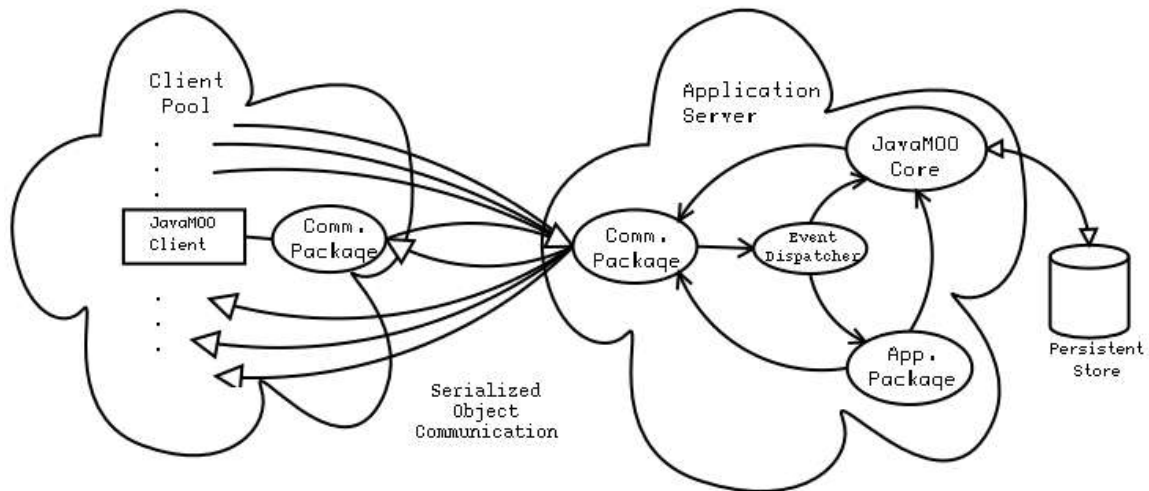 Client
Pool
JavaMOO
Client
Comm.
Package
Serialized
Object
Communication
Application
Server
Comm.
Package
Event
Dispatcher
JavaMOO
Core
App.
Package
Persistent
Store